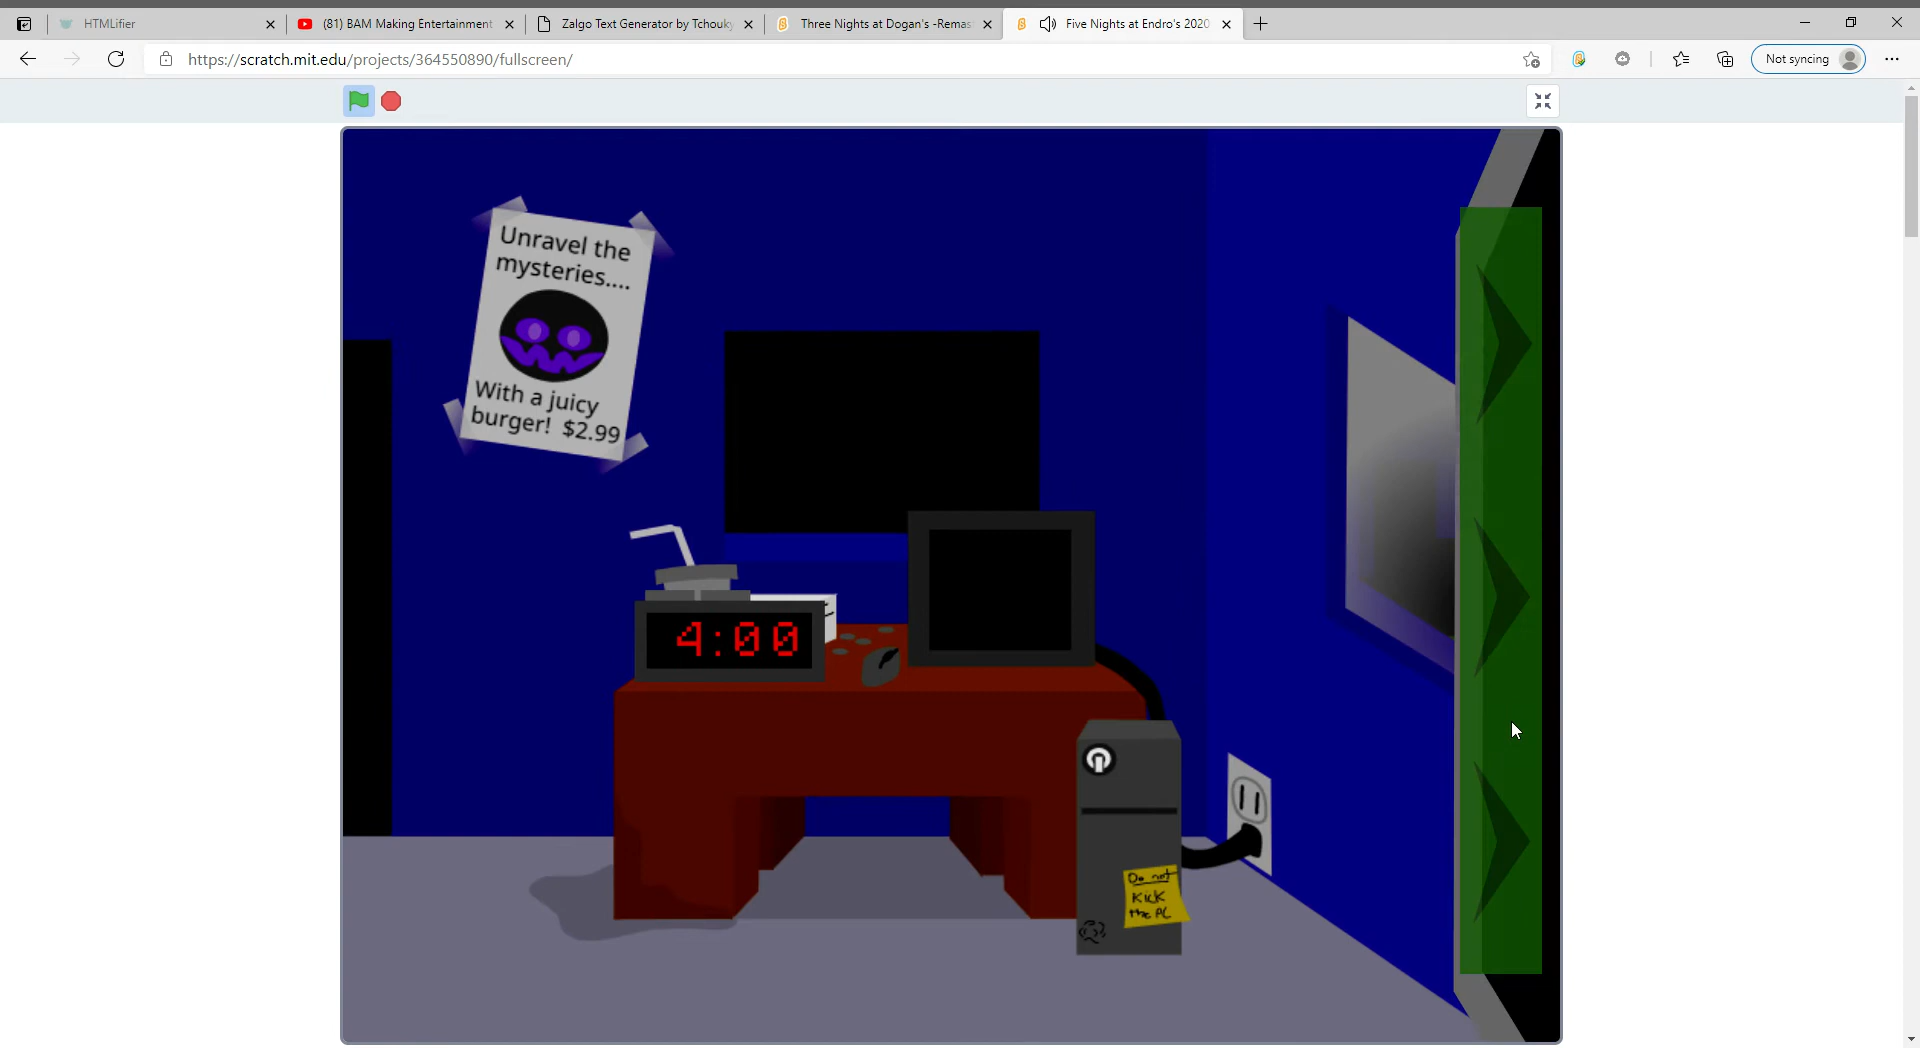 HTMLifier
(81) BAM Making Entertainment
Zalgo Text Generator by Tchouky
Three Nights at Dogan's -Remas
Five Nights at Endro's 2020
https://scratch.mit.edu/projects/364550890/fullscreen/
Not syncing
Unravel the
mysteries....
With a juicy
burger! $2.99
4:00
Do not
KicK
the PC